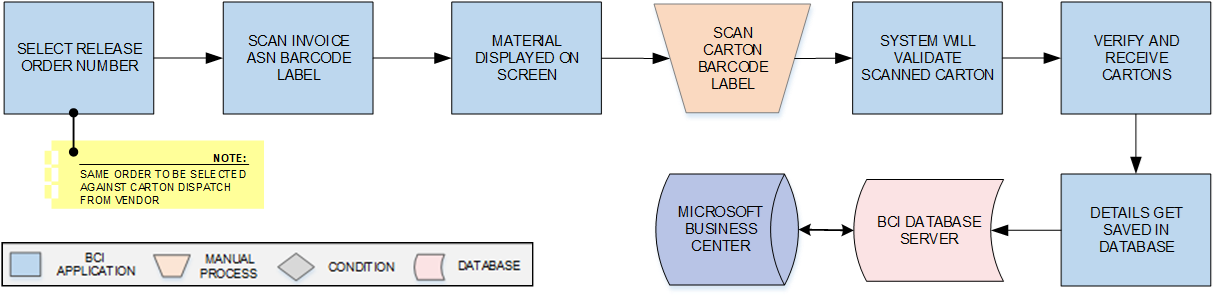 SELECT RELEASE
ORDER NUMBER
SCAN INVOICE
ASN BARCODE
LABEL
MATERIAL
DISPLAYED ON
SCREEN
SCAN
CARTON
BARCODE
LABEL
SYSTEM WILL
VALIDATE
SCANNED CARTON
VERIFY AND
RECEIVE
CARTONS
NOTE:
SAME ORDER TO BE SELECTED
AGAINST CARTON DISPATCH
FROM VENDOR
MICROSOFT
BUSINESS
CENTER
BCI DATABASE
SERVER
DETAILS GET
SAVED IN
DATABASE
BCI
APPLICATION
MANUAL
PROCESS
CONDITION
DATABASE